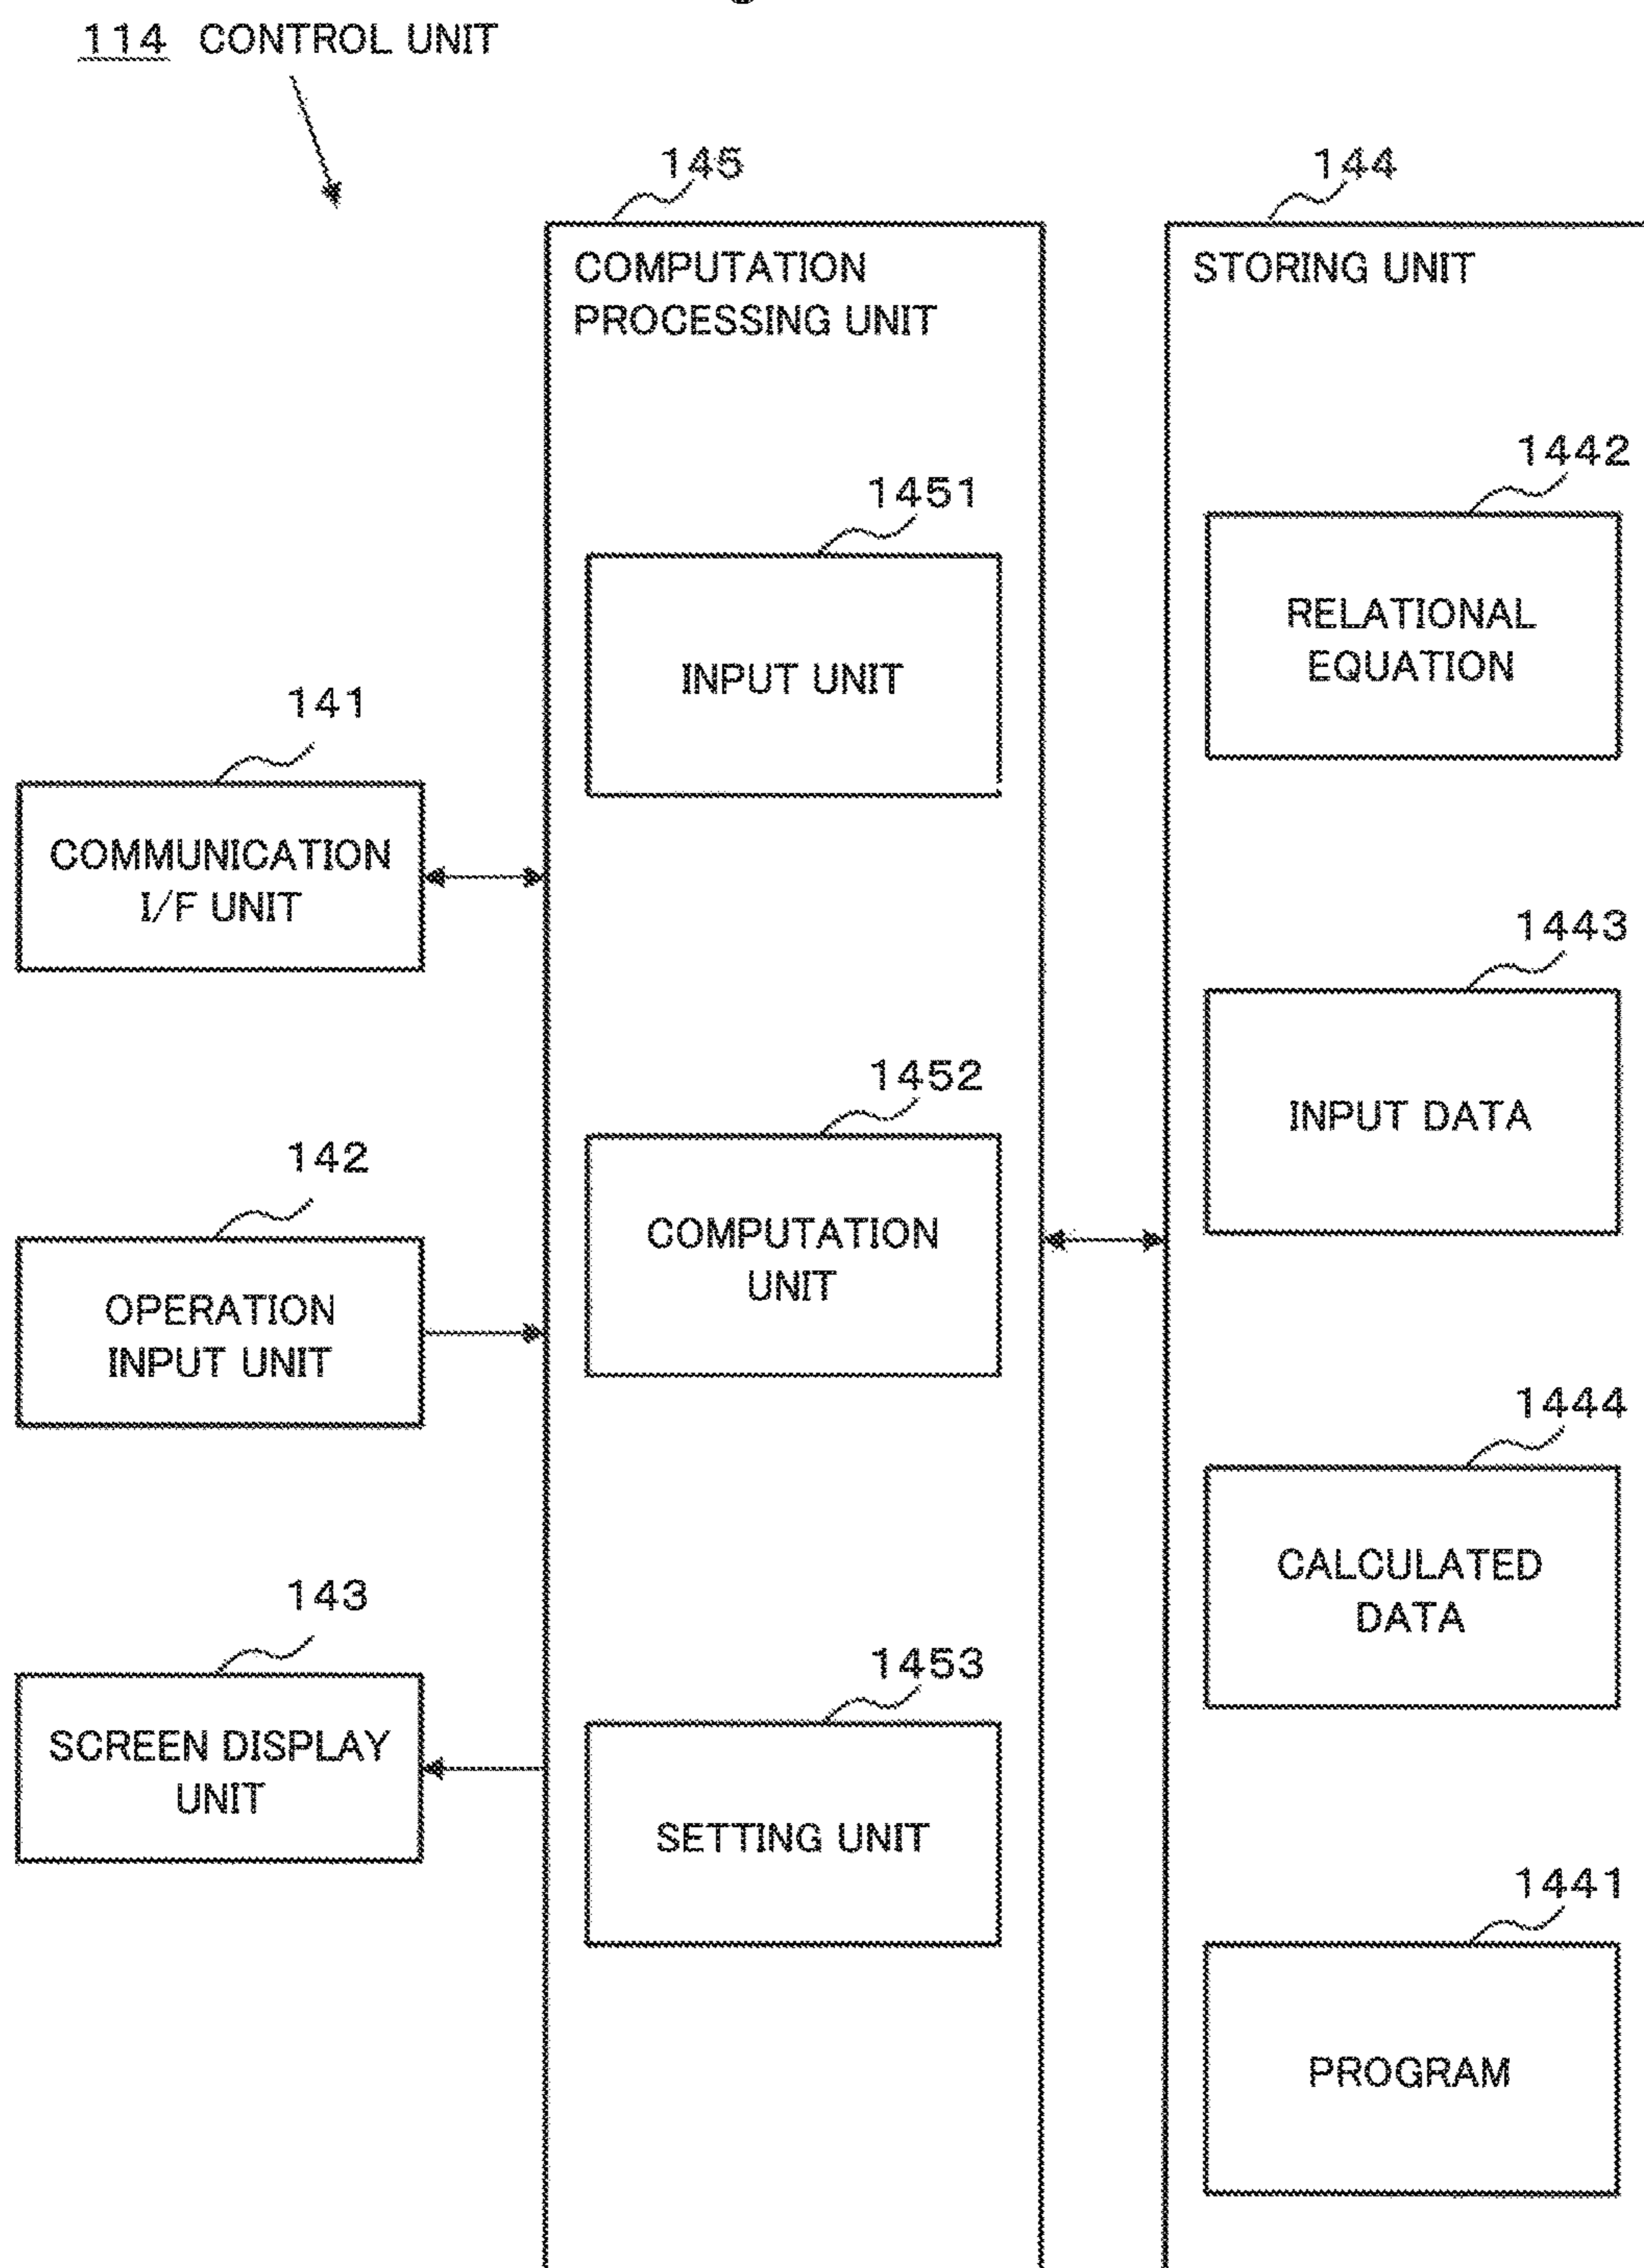 114 CONTROL UNIT
145
COMPUTATION
PROCESSING UNIT
1451
INPUT UNIT
1452
COMPUTATION
UNIT
1453
SETTING UNIT
141
COMMUNICATION
I/F UNIT
142
OPERATION
INPUT UNIT
143
SCREEN DISPLAY
UNIT
144
STORING UNIT
1442
RELATIONAL
EQUATION
1443
INPUT DATA
1444
CALCULATED
DATA
1441
PROGRAM